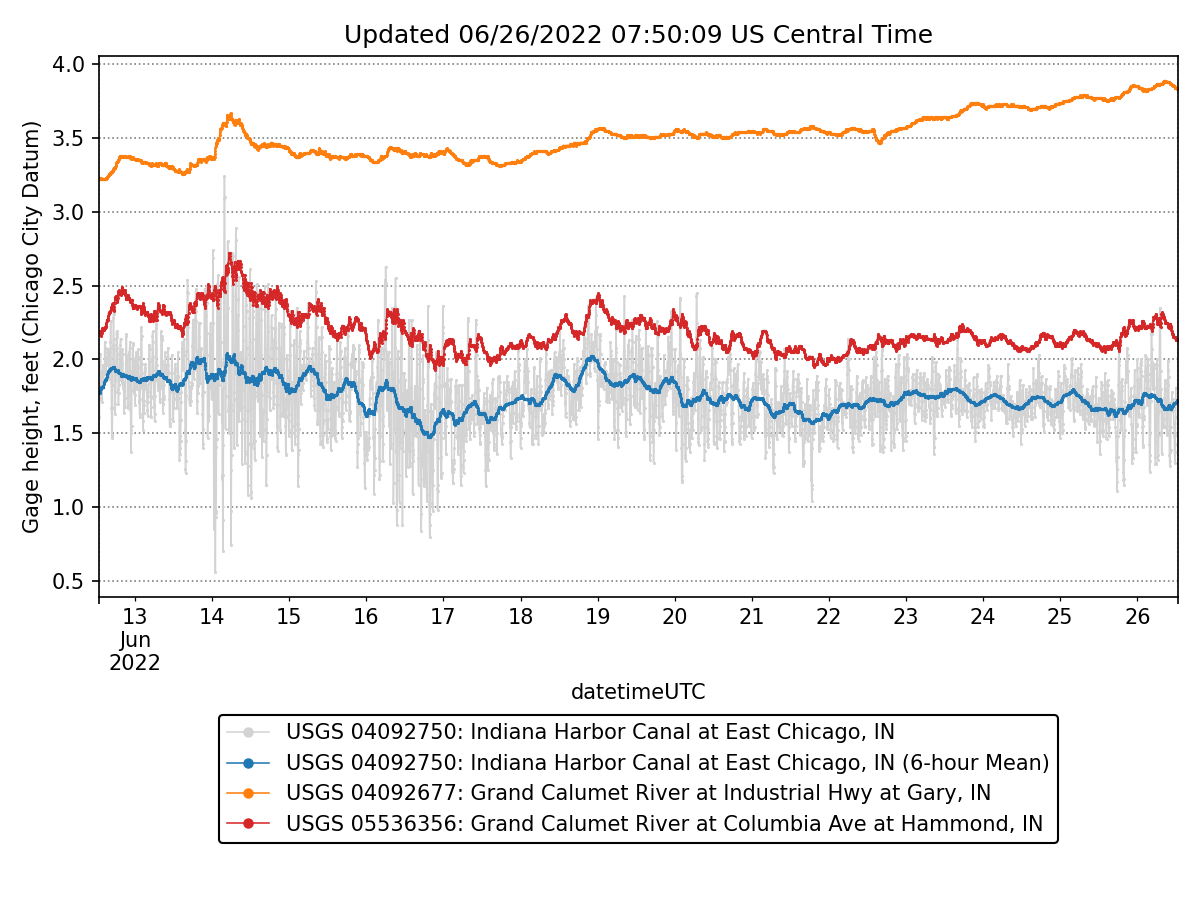 Updated 06/26/2022 07:50:09 US Central Time
Gage height, feet (Chicago City Datum)
4.0
3.5
3.0
2.5
2.0
1.5
1.0
0.5
13 14 15 16 17 18 19 20 21 22 23 24 25 26
Jun
2022
datetimeUTC
USGS 04092750: Indiana Harbor Canal at East Chicago, IN
USGS 04092750: Indiana Harbor Canal at East Chicago, IN (6-hour Mean)
USGS 04092677: Grand Calumet River at Industrial Hwy at Gary, IN
USGS 05536356: Grand Calumet River at Columbia Ave at Hammond, IN